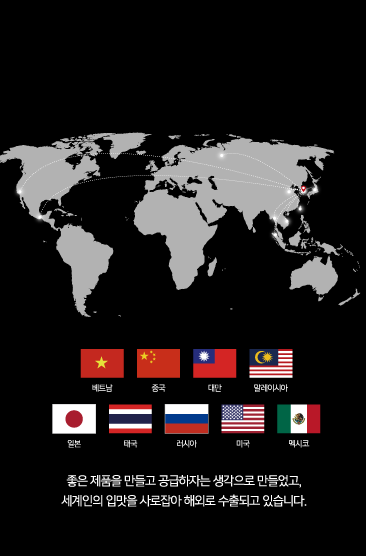 베트남 중국 대만 말레이시아
일본 태국 러시아 미국 멕시코
좋은 제품을 만들고 공급하자는 생각으로 만들었고,
세계인의 입맛을 사로잡아 해외로 수출되고 있습니다.